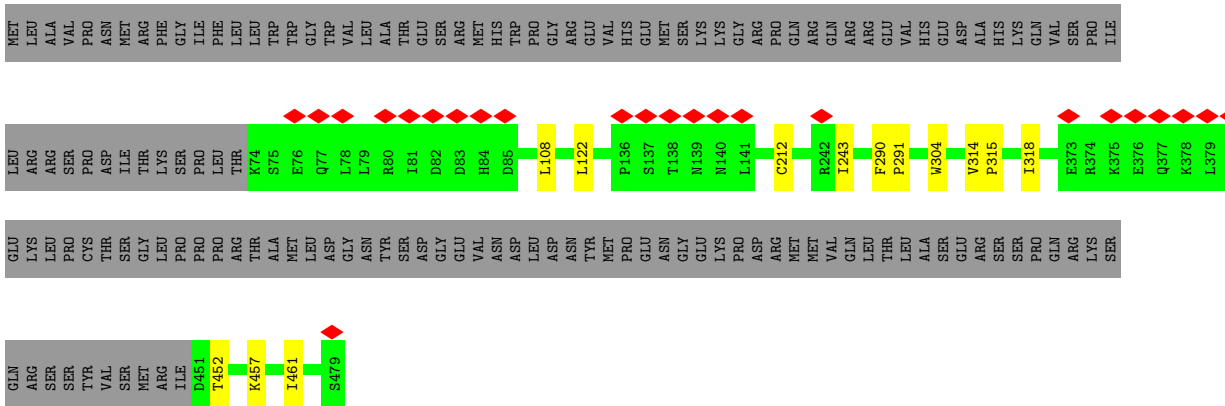 MET LEU ALA VAL PRO ASN MET ARG PHE GLY ILE PHE LEU LEU TRP TRP GLY TRP VAL LEU ALA THR GLU SER ARG MET HIS TRP PRO GLY ARG GLU VAL HIS GLU MET SER LYS LYS GLY ARG PRO GLN ARG GLN ARG ARG GLU VAL HIS GLU ASP ALA HIS LYS GLN VAL SER PRO ILE
LEU ARG ARG SER PRO ASP ILE THR LYS SER PRO LEU THR K74 S75 E76 Q77 L78 L79 R80 I81 D82 D83 H84 D85 L108 L122 P136 S137 T138 N139 N140 L141 C212 R242 I243 F290 P291 W304 V314 P315 I318 E373 R374 K375 E376 Q377 K378 L379
GLU LYS LEU PRO CYS THR SER GLY LEU PRO PRO PRO ARG THR ALA MET LEU ASP GLY ASN TYR SER ASP GLY GLU VAL ASN ASP LEU ASP ASN TYR MET PRO GLU ASN GLY GLU LYS PRO ASP ARG MET MET VAL GLN LEU THR LEU ALA SER GLU ARG SER SER PRO GLN ARG LYS SER
GLN ARG SER SER TYR VAL SER MET ARG ILE D451 T452 K457 I461 S479